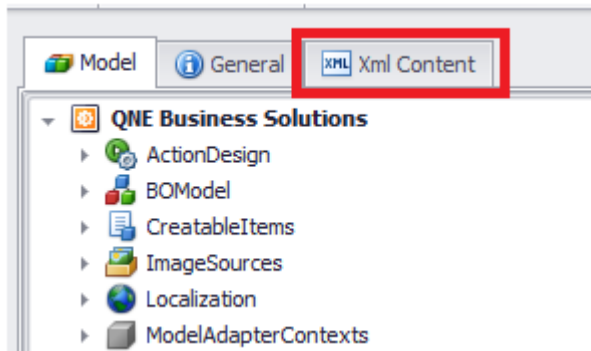 Model General XML Xml Content
QNE Business Solutions
ActionDesign
BOModel
CreatableItems
ImageSources
Localization
ModelAdapterContexts